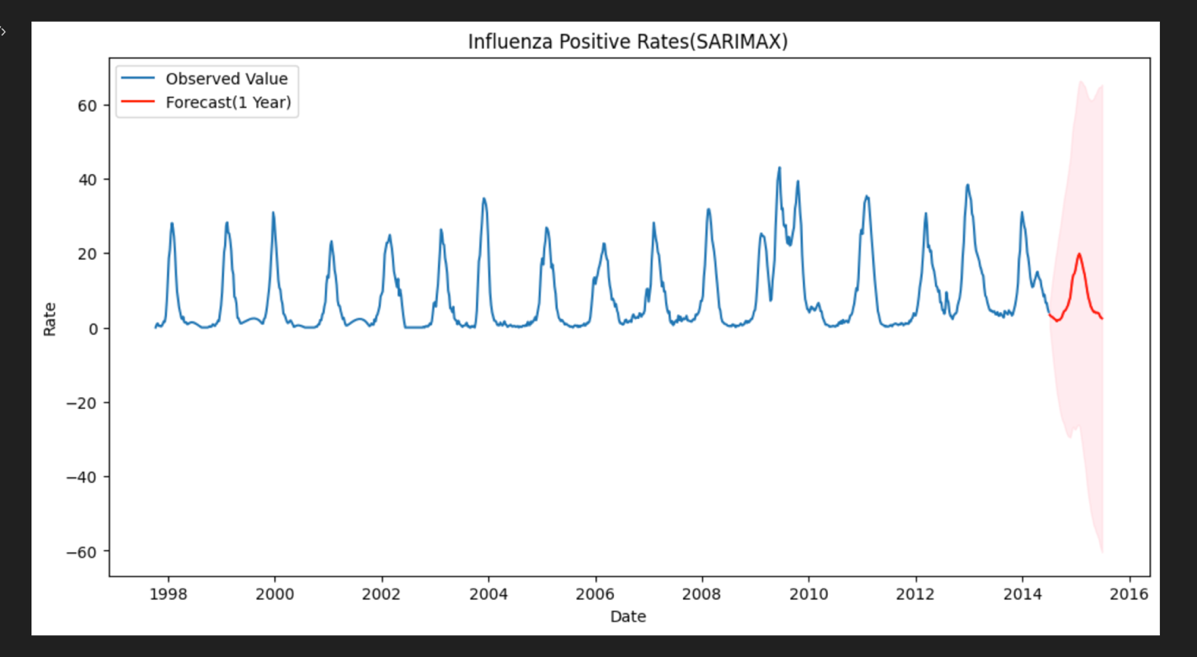 Influenza Positive Rates(SARIMAX)
Observed Value
Forecast(1 Year)
Rate
60
40
20
0
−20
−40
−60
1998 2000 2002 2004 2006 2008 2010 2012 2014 2016
Date